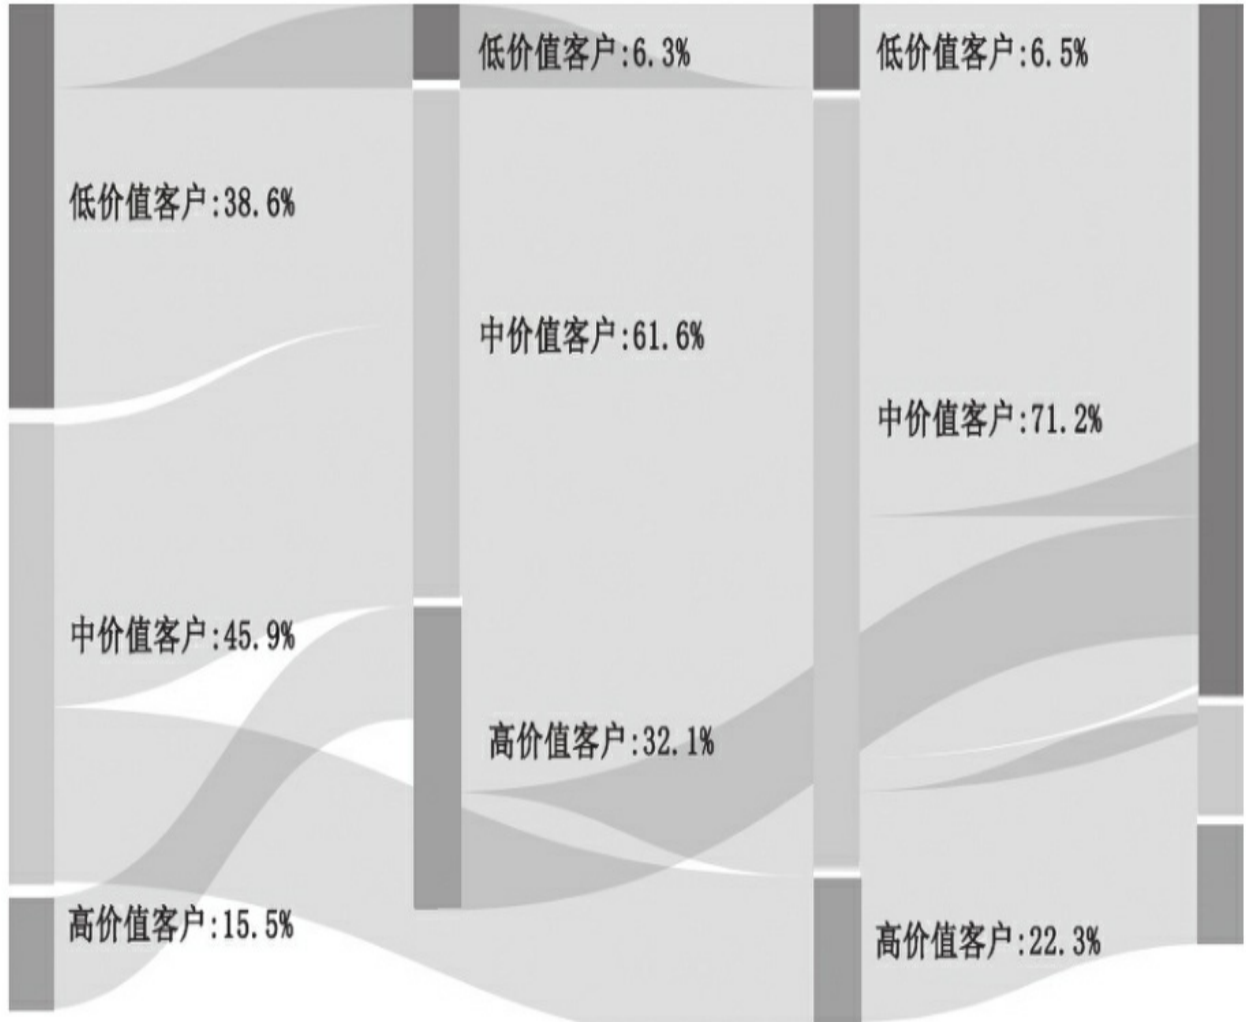 低价值客户:38.6%
中价值客户:45.9%
高价值客户:15.5%
低价值客户:6.3%
中价值客户:61.6%
高价值客户:32.1%
低价值客户:6.5%
中价值客户:71.2%
高价值客户:22.3%